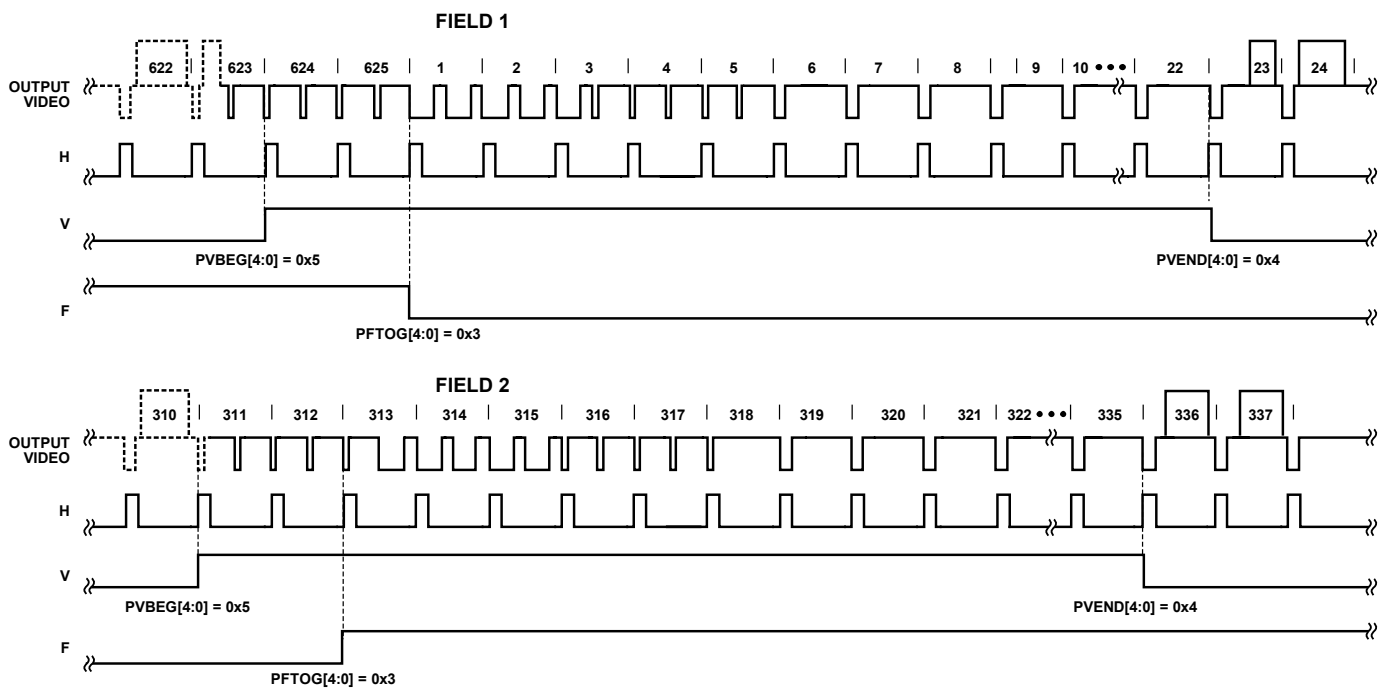 FIELD 1
622 623 624 625 1 2 3 4 5 6 7 8 9 10 ••• 22 23 24
OUTPUT
VIDEO
H
V
PVBEG[4:0] = 0x5 PVEND[4:0] = 0x4
F
PFTOG[4:0] = 0x3
FIELD 2
310 311 312 313 314 315 316 317 318 319 320 321 322 ••• 335 336 337
OUTPUT
VIDEO
H
V
PVBEG[4:0] = 0x5 PVEND[4:0] = 0x4
F
PFTOG[4:0] = 0x3